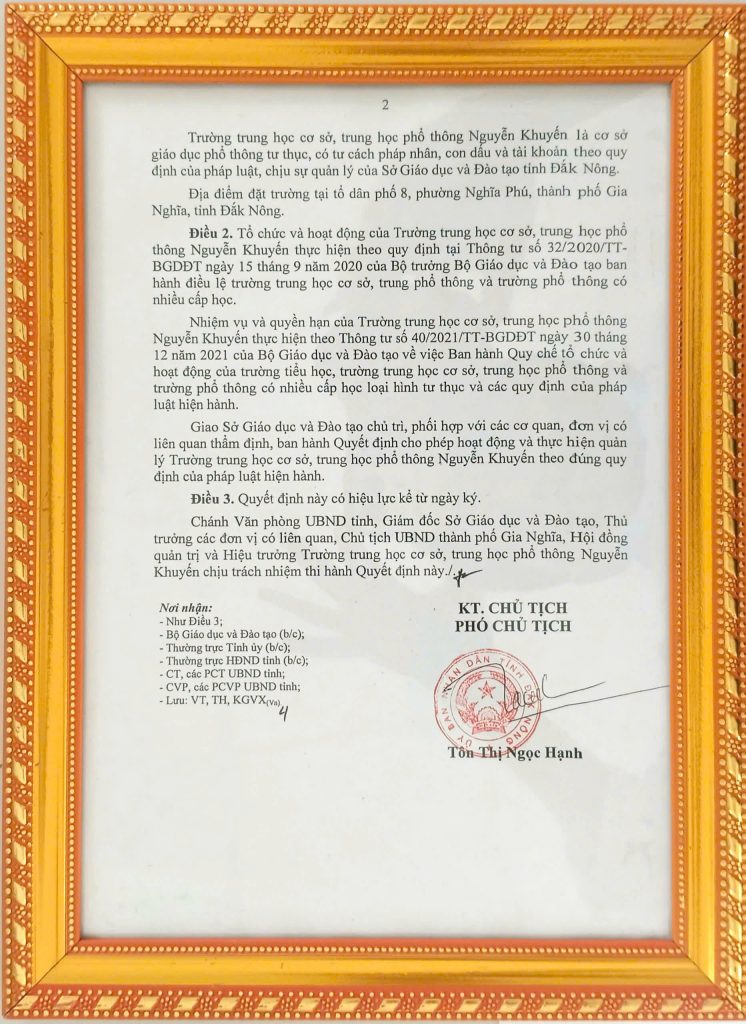 2
Trường trung học cơ sở, trung học phổ thông Nguyễn Khuyến là cơ sở
giáo dục phổ thông tư thục, có tư cách pháp nhân, con dấu và tài khoản theo quy
định của pháp luật, chịu sự quản lý của Sở Giáo dục và Đào tạo tỉnh Đắk Nông.
Địa điểm đặt trường tại tổ dân phố 8, phường Nghĩa Phú, thành phố Gia
Nghĩa, tỉnh Đắk Nông.
Điều 2. Tổ chức và hoạt động của Trường trung học cơ sở, trung học phổ
thông Nguyễn Khuyến thực hiện theo quy định tại Thông tư số 32/2020/TT-
BGDĐT ngày 15 tháng 9 năm 2020 của Bộ trưởng Bộ Giáo dục và Đào tạo ban
hành điều lệ trường trung học cơ sở, trung phổ thông và trường phổ thông có
nhiều cấp học.
Nhiệm vụ và quyền hạn của Trường trung học cơ sở, trung học phổ thông
Nguyễn Khuyến thực hiện theo Thông tư số 40/2021/TT-BGDĐT ngày 30 tháng
12 năm 2021 của Bộ Giáo dục và Đào tạo về việc Ban hành Quy chế tổ chức và
hoạt động của trường tiểu học, trường trung học cơ sở, trung học phổ thông và
trường phổ thông có nhiều cấp học loại hình tư thục và các quy định của pháp
luật hiện hành.
Giao Sở Giáo dục và Đào tạo chủ trì, phối hợp với các cơ quan, đơn vị có
liên quan thẩm định, ban hành Quyết định cho phép hoạt động và thực hiện quản
lý Trường trung học cơ sở, trung học phổ thông Nguyễn Khuyến theo đúng quy
định của pháp luật hiện hành.
Điều 3. Quyết định này có hiệu lực kể từ ngày ký.
Chánh Văn phòng UBND tỉnh, Giám đốc Sở Giáo dục và Đào tạo, Thủ
trưởng các đơn vị có liên quan, Chủ tịch UBND thành phố Gia Nghĩa, Hội đồng
quản trị và Hiệu trưởng Trường trung học cơ sở, trung học phổ thông Nguyễn
Khuyến chịu trách nhiệm thi hành Quyết định này./.
Nơi nhận:
- Như Điều 3;
- Bộ Giáo dục và Đào tạo (b/c);
- Thường trực Tỉnh ủy (b/c);
- Thường trực HĐND tỉnh (b/c);
- CT, các PCT UBND tỉnh;
- CVP, các PCVP UBND tỉnh;
- Lưu: VT, TH, KGVX(Va)
4
KT. CHỦ TỊCH
PHÓ CHỦ TỊCH
ỦY BAN NHÂN DÂN TỈNH ĐẮK NÔNG
Tôn Thị Ngọc Hạnh